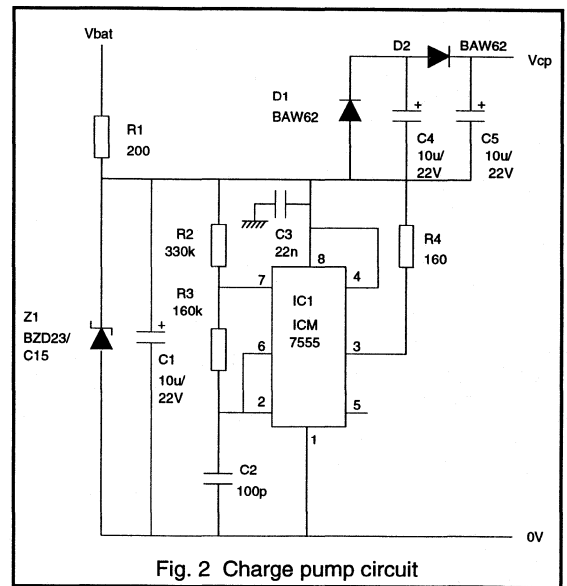 Vbat
D2
BAW62
Vcp
D1
BAW62
R1
200
C4
10u/
22V
C5
10u/
22V
R2
330k
C3
22n
8
R4
160
7
4
R3
160k
IC1
ICM
7555
Z1
BZD23/
C15
C1
10u/
22V
6
3
2
5
1
C2
100p
0V
Fig. 2 Charge pump circuit